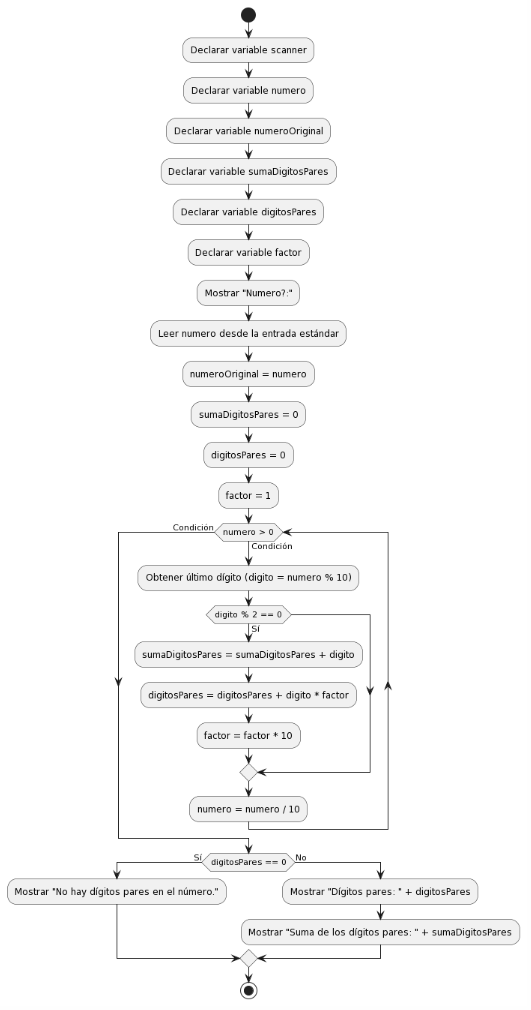 Declarar variable scanner
Declarar variable numero
Declarar variable numeroOriginal
Declarar variable sumaDigitosPares
Declarar variable digitosPares
Declarar variable factor
Mostrar "Numero?:"
Leer numero desde la entrada estándar
numeroOriginal = numero
sumaDigitosPares = 0
digitosPares = 0
factor = 1
Condición
numero > 0
Condición
Obtener último dígito (digito = numero % 10)
digito % 2 == 0
Sí
sumaDigitosPares = sumaDigitosPares + digito
digitosPares = digitosPares + digito * factor
factor = factor * 10
numero = numero / 10
Sí
digitosPares == 0
No
Mostrar "No hay dígitos pares en el número."
Mostrar "Dígitos pares: " + digitosPares
Mostrar "Suma de los dígitos pares: " + sumaDigitosPares